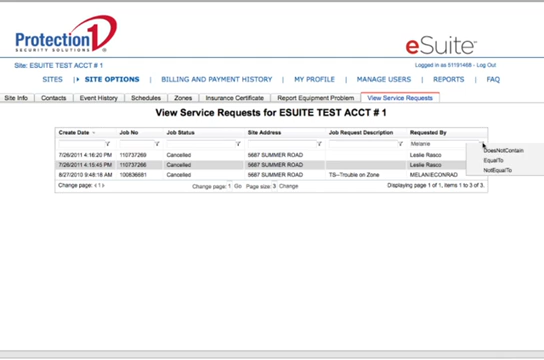 Protection1
SECURITY SOLUTIONS
eSuite
Site: ESUITE TEST ACCT # 1
Logged in as 51191468 - Log Out
SITES | SITE OPTIONS | BILLING AND PAYMENT HISTORY | MY PROFILE | MANAGE USERS | REPORTS | FAQ
Site Info Contacts Event History Schedules Zones Insurance Certificate Report Equipment Problem View Service Requests
View Service Requests for ESUITE TEST ACCT # 1
Create Date Job No Job Status Site Address Job Request Description Requested By
Melanie
7/26/2011 4:16:20 PM 110737269 Cancelled 5667 SUMMER ROAD Leslie Rasco
7/26/2011 4:15:45 PM 110737266 Cancelled 5667 SUMMER ROAD Leslie Rasco
8/27/2010 9:48:18 AM 100836681 Cancelled 5667 SUMMER ROAD TS--Trouble on Zone MELANIECONRAD
DoesNotContain
EqualTo
NotEqualTo
Change page: < 1 > Change page: 1 Go Page size: 3 Change Displaying page 1 of 1, items 1 to 3 of 3.